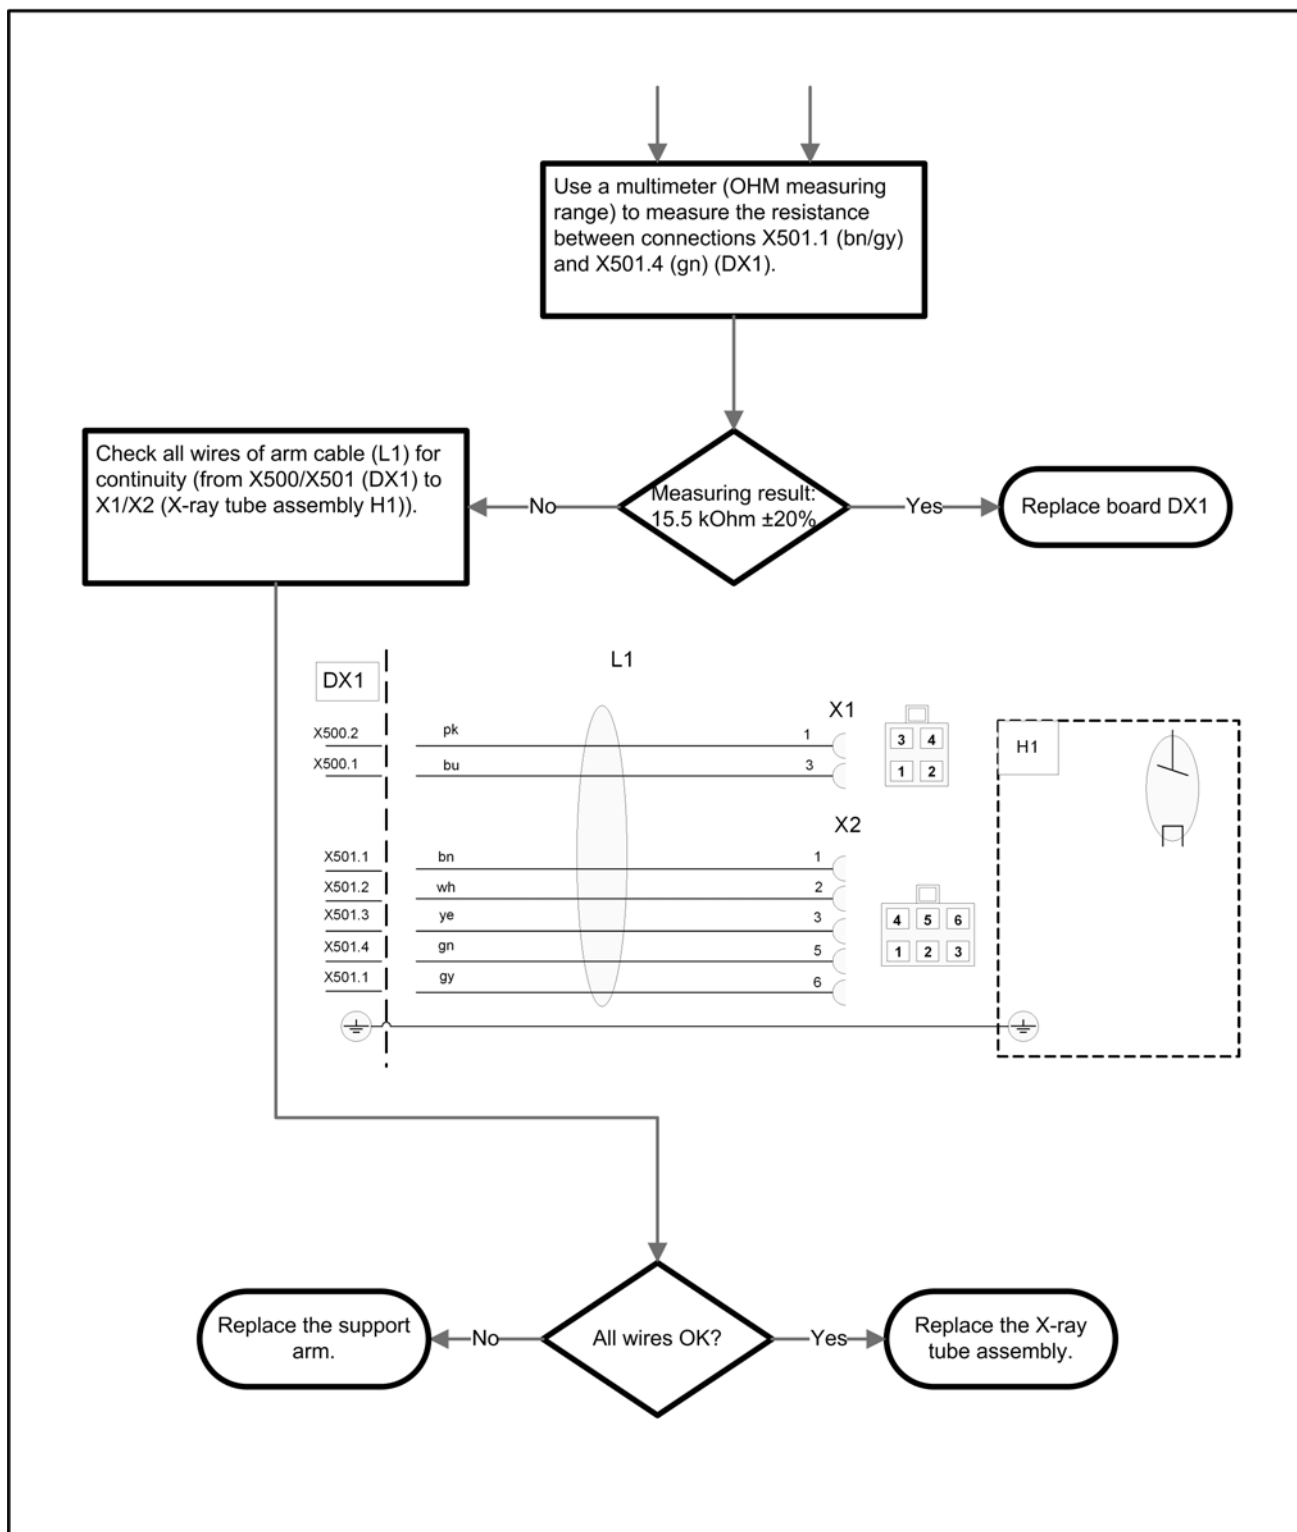 Use a multimeter (OHM measuring
range) to measure the resistance
between connections X501.1 (bn/gy)
and X501.4 (gn) (DX1).
Check all wires of arm cable (L1) for
continuity (from X500/X501 (DX1) to
X1/X2 (X-ray tube assembly H1)).
No
Measuring result:
15.5 kOhm ±20%
Yes
Replace board DX1
L1
DX1
X1
X500.2 pk 1
X500.1 bu 3
3 4
1 2
H1
X2
X501.1 bn 1
X501.2 wh 2
X501.3 ye 3
X501.4 gn 5
X501.1 gy 6
4 5 6
1 2 3
Replace the support
arm.
No
All wires OK?
Yes
Replace the X-ray
tube assembly.